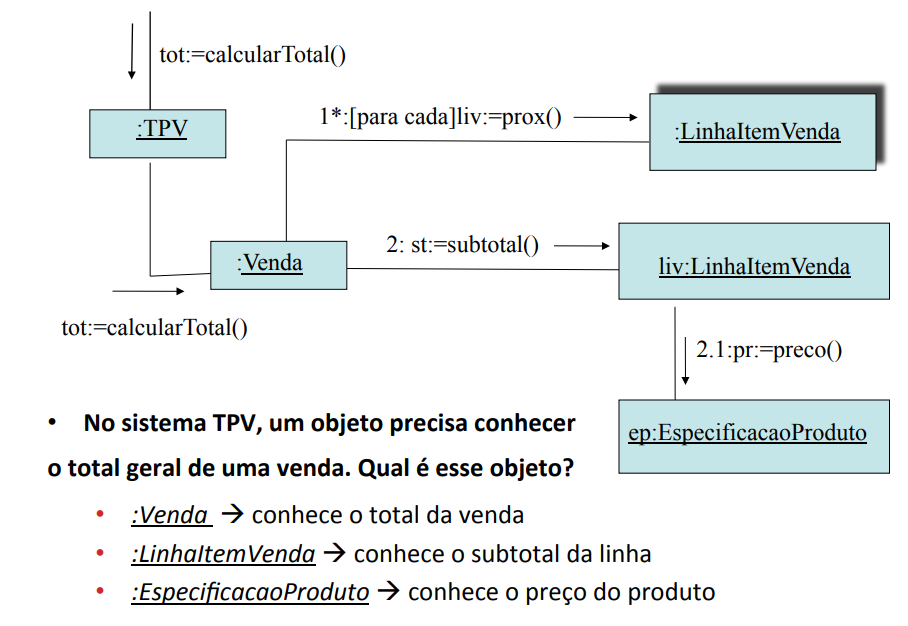 tot:=calcularTotal()
:TPV
1*:[para cada]liv:=prox()
:LinhaItemVenda
2: st:=subtotal()
:Venda
liv:LinhaItemVenda
tot:=calcularTotal()
2.1:pr:=preco()
ep:EspecificacaoProduto
• No sistema TPV, um objeto precisa conhecer
o total geral de uma venda. Qual é esse objeto?
• :Venda → conhece o total da venda
• :LinhaItemVenda → conhece o subtotal da linha
• :EspecificacaoProduto → conhece o preço do produto